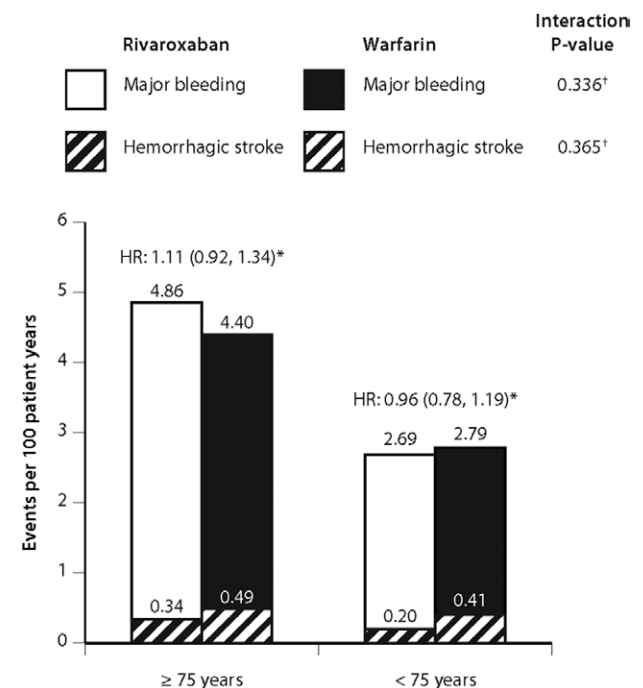 Interaction
Rivaroxaban Warfarin P-value
Major bleeding Major bleeding 0.336†
Hemorrhagic stroke Hemorrhagic stroke 0.365†
6
HR: 1.11 (0.92, 1.34)*
5
4.86
4.40
4
HR: 0.96 (0.78, 1.19)*
3
2.69 2.79
2
1
0.34 0.49 0.20 0.41
0
Events per 100 patient years
≥ 75 years < 75 years